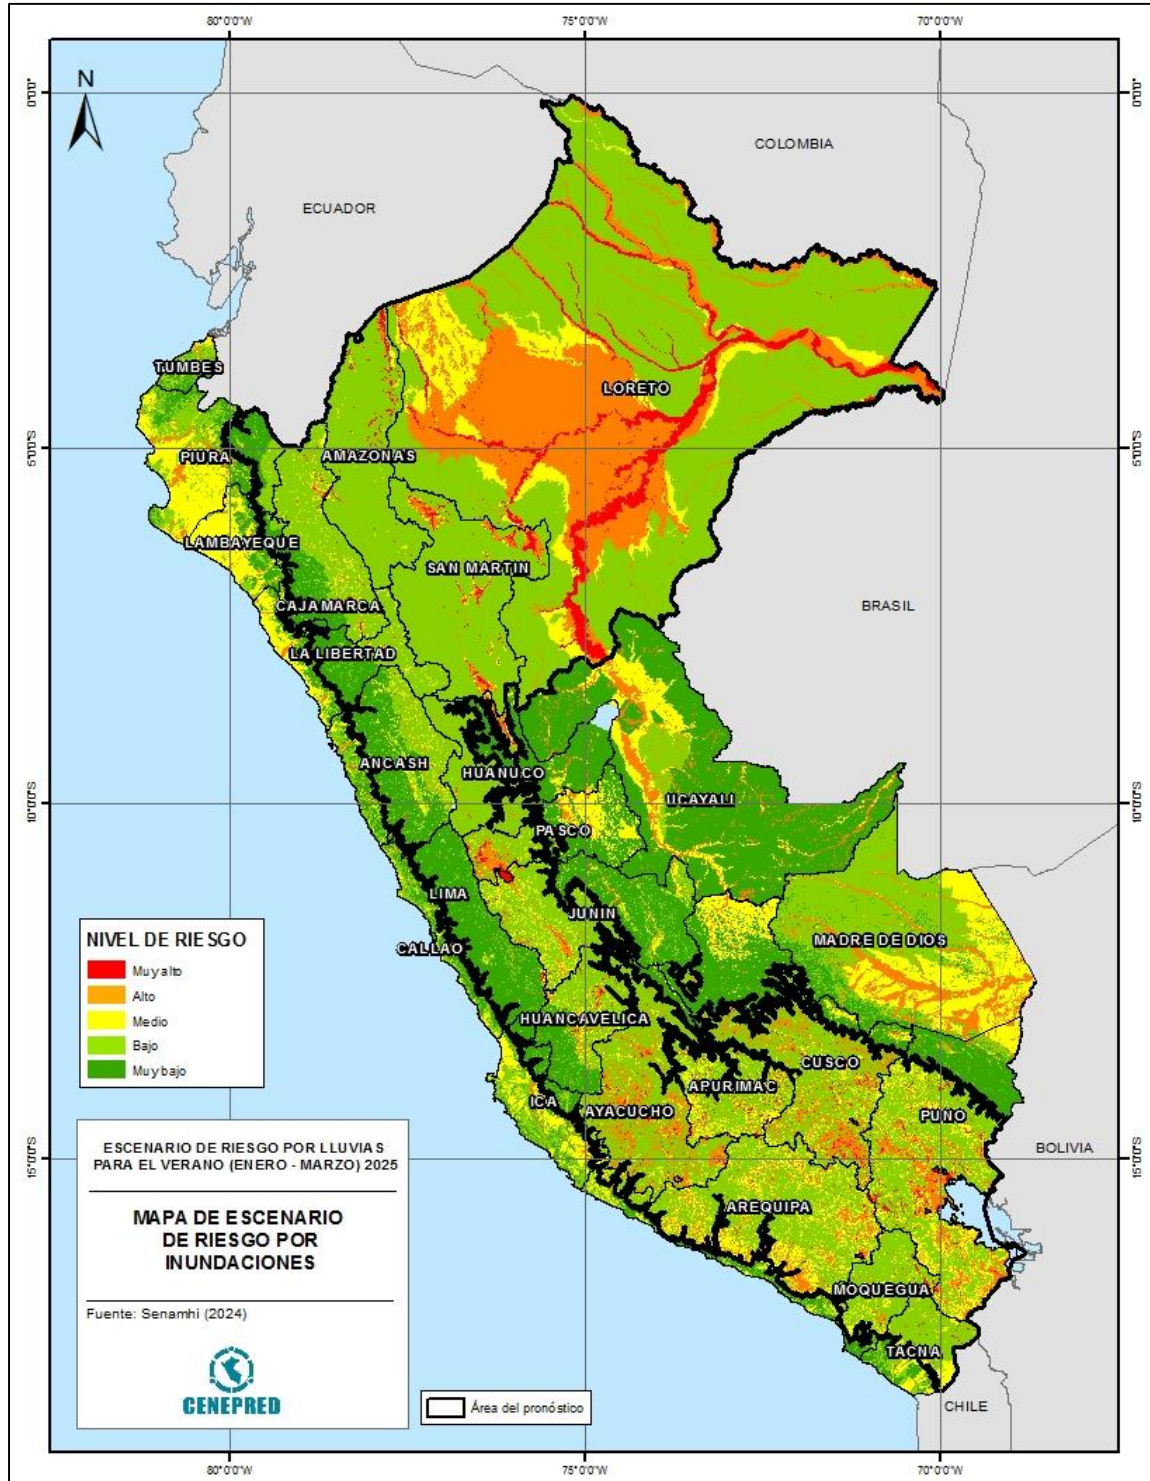 80°0'0"W 75°0'0"W 70°0'0"W
N
0°0'0" 0°0'0"
COLOMBIA
ECUADOR
TUMBES
LORETO
5°0'0"S 5°0'0"S
PIURA
AMAZONAS
LAMBAYEQUE
SAN MARTIN
CAJAMARCA
BRASIL
LA LIBERTAD
ANCASH
HUANUCO
UCAYALI
10°0'0"S 10°0'0"S
PASCO
LIMA
JUNIN
MADRE DE DIOS
CALLAO
HUANCAVELICA
CUSCO
APURIMAC
ICA
AYACUCHO
PUNO
BOLIVIA
15°0'0"S 15°0'0"S
AREQUIPA
MOQUEGUA
TACNA
CHILE
NIVEL DE RIESGO
Muy alto
Alto
Medio
Bajo
Muy bajo
ESCENARIO DE RIESGO POR LLUVIAS
PARA EL VERANO (ENERO - MARZO) 2025
MAPA DE ESCENARIO
DE RIESGO POR
INUNDACIONES
Fuente: Senamhi (2024)
CENEPRED
Área del pronóstico
80°0'0"W 75°0'0"W 70°0'0"W